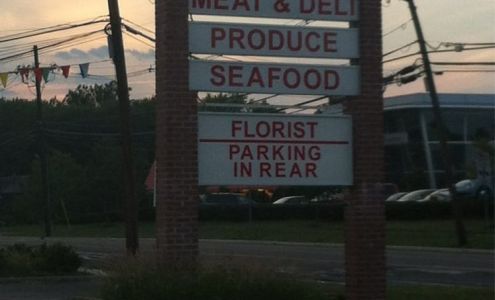 MEAT & DELI
PRODUCE
SEAFOOD
FLORIST
PARKING
IN REAR